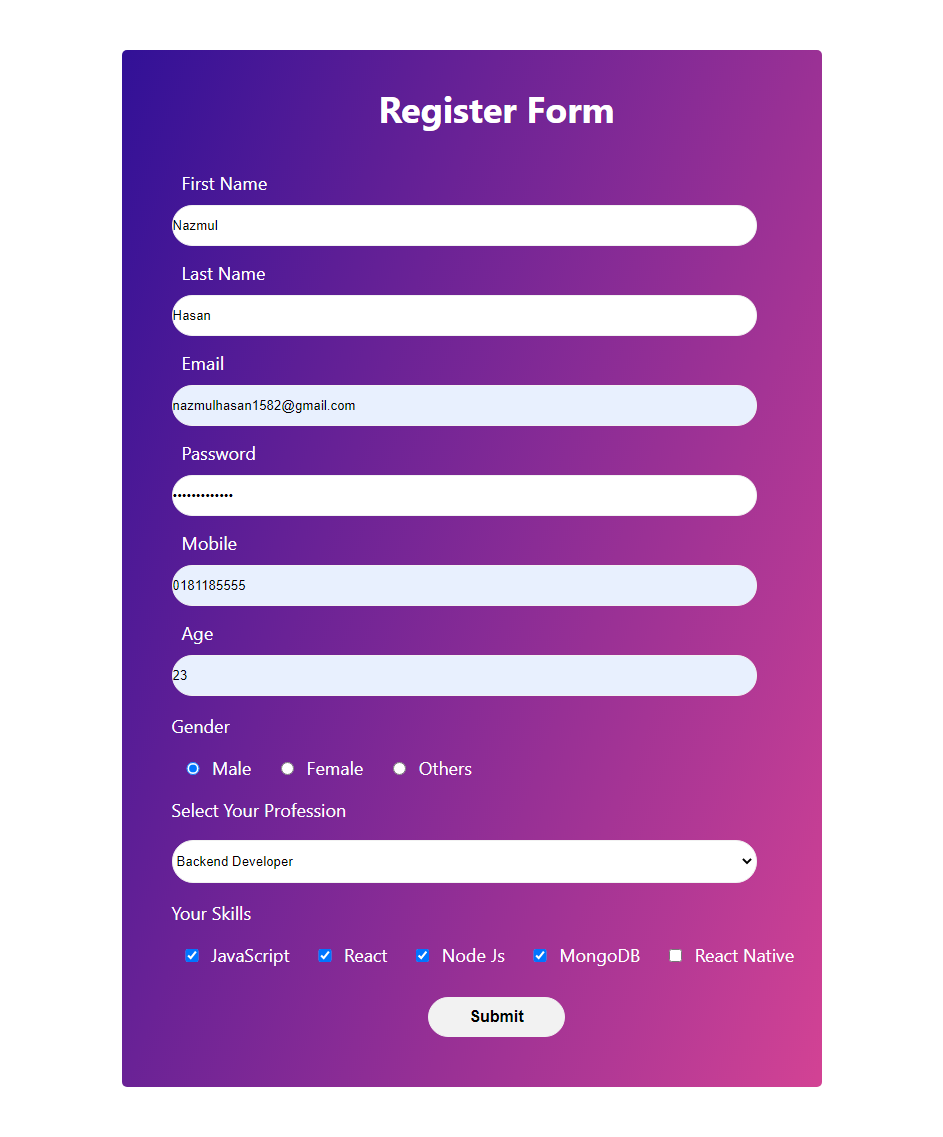 Register Form
First Name
Nazmul
Last Name
Hasan
Email
nazmulhasan1582@gmail.com
Password
•••••••••••••
Mobile
0181185555
Age
23
Gender
Male Female Others
Select Your Profession
Backend Developer
Your Skills
JavaScript React Node Js MongoDB React Native
Submit